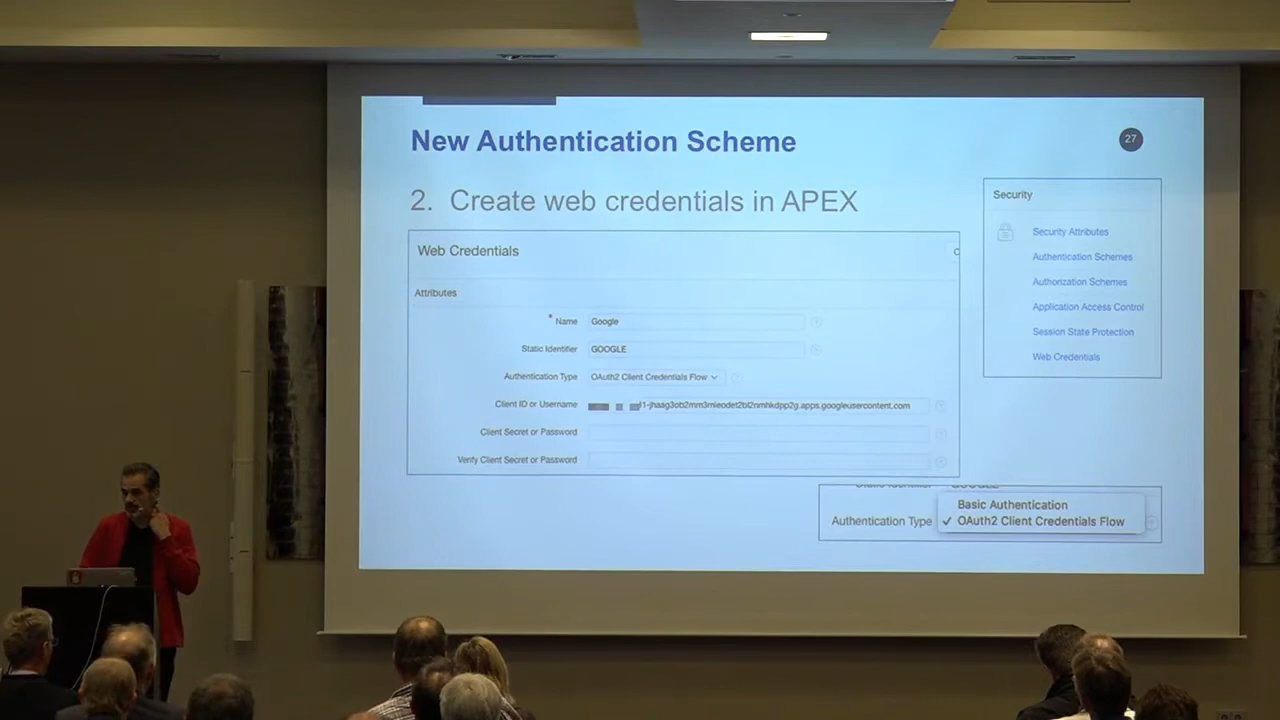 New Authentication Scheme
27
2. Create web credentials in APEX
Web Credentials
Attributes
* Name Google
Static Identifier GOOGLE
Authentication Type OAuth2 Client Credentials Flow
Client ID or Username
Client Secret or Password
Verify Client Secret or Password
Security
Security Attributes
Authentication Schemes
Authorization Schemes
Application Access Control
Session State Protection
Web Credentials
Static Identifier GOOGLE
Basic Authentication
Authentication Type ✓ OAuth2 Client Credentials Flow